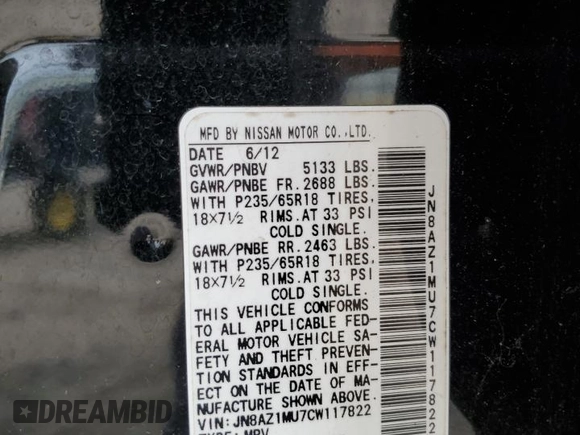 MFD BY NISSAN MOTOR CO.,LTD.
DATE 6/12
GVWR/PNBV 5133 LBS.
GAWR/PNBE FR. 2688 LBS.
WITH P235/65R18 TIRES,
18×7½ RIMS.AT 33 PSI
COLD SINGLE.
GAWR/PNBE RR. 2463 LBS.
WITH P235/65R18 TIRES,
18×7½ RIMS.AT 33 PSI
COLD SINGLE.
THIS VEHICLE CONFORMS
TO ALL APPLICABLE FED-
ERAL MOTOR VEHICLE SA-
FETY AND THEFT PREVEN-
TION STANDARDS IN EFF-
ECT ON THE DATE OF MA-
NUFACTURE SHOWN ABOVE.
VIN:JN8AZ1MU7CW117822
TYPE:MPV
JN8AZ1MU7CW117822
DREAMBID